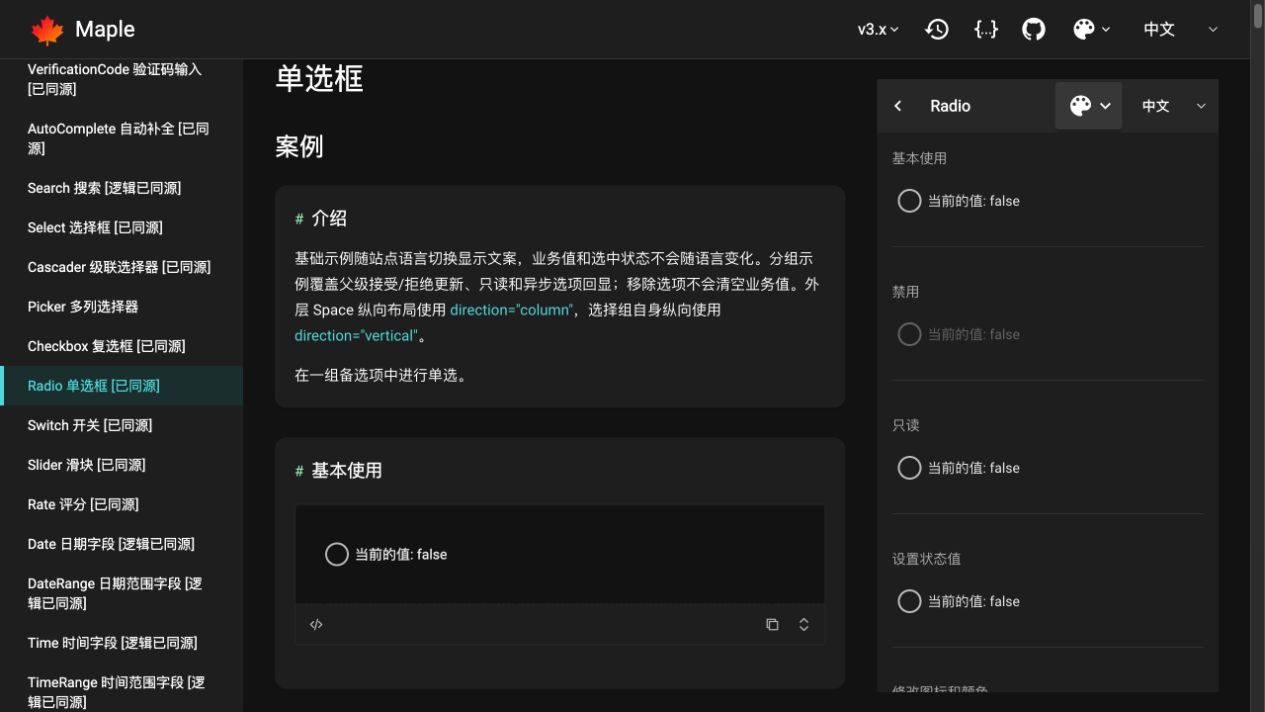 Maple
v3.x
中文
VerificationCode 验证码输入
[已同源]
AutoComplete 自动补全 [已同
源]
Search 搜索 [逻辑已同源]
Select 选择框 [已同源]
Cascader 级联选择器 [已同源]
Picker 多列选择器
Checkbox 复选框 [已同源]
Radio 单选框 [已同源]
Switch 开关 [已同源]
Slider 滑块 [已同源]
Rate 评分 [已同源]
Date 日期字段 [逻辑已同源]
DateRange 日期范围字段 [逻
辑已同源]
Time 时间字段 [逻辑已同源]
TimeRange 时间范围字段 [逻
辑已同源]
单选框
案例
# 介绍
基础示例随站点语言切换显示文案，业务值和选中状态不会随语言变化。分组示
例覆盖父级接受/拒绝更新、只读和异步选项回显；移除选项不会清空业务值。外
层 Space 纵向布局使用 direction="column"，选择组自身纵向使用
direction="vertical"。
在一组备选项中进行单选。
# 基本使用
当前的值: false
Radio
中文
基本使用
当前的值: false
禁用
当前的值: false
只读
当前的值: false
设置状态值
当前的值: false
修改图标和颜色